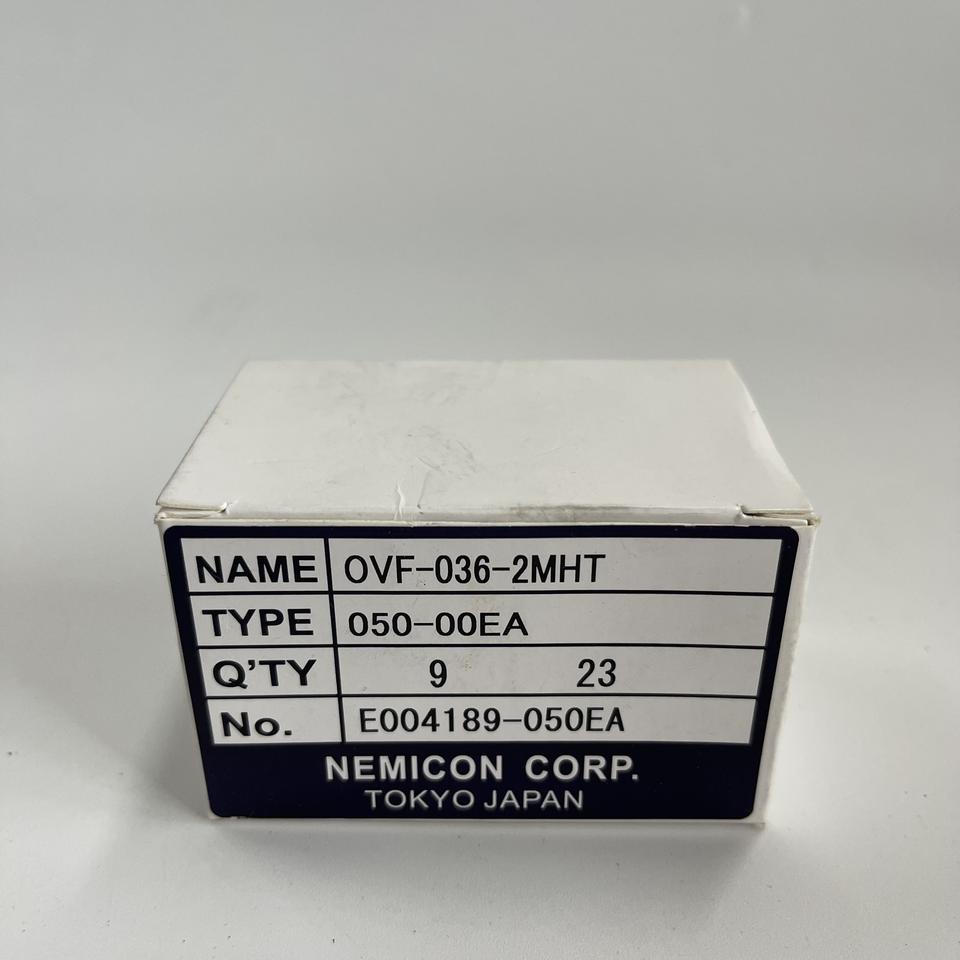 NAME OVF-036-2MHT
TYPE 050-00EA
Q'TY 9 23
No. E004189-050EA
NEMICON CORP.
TOKYO JAPAN